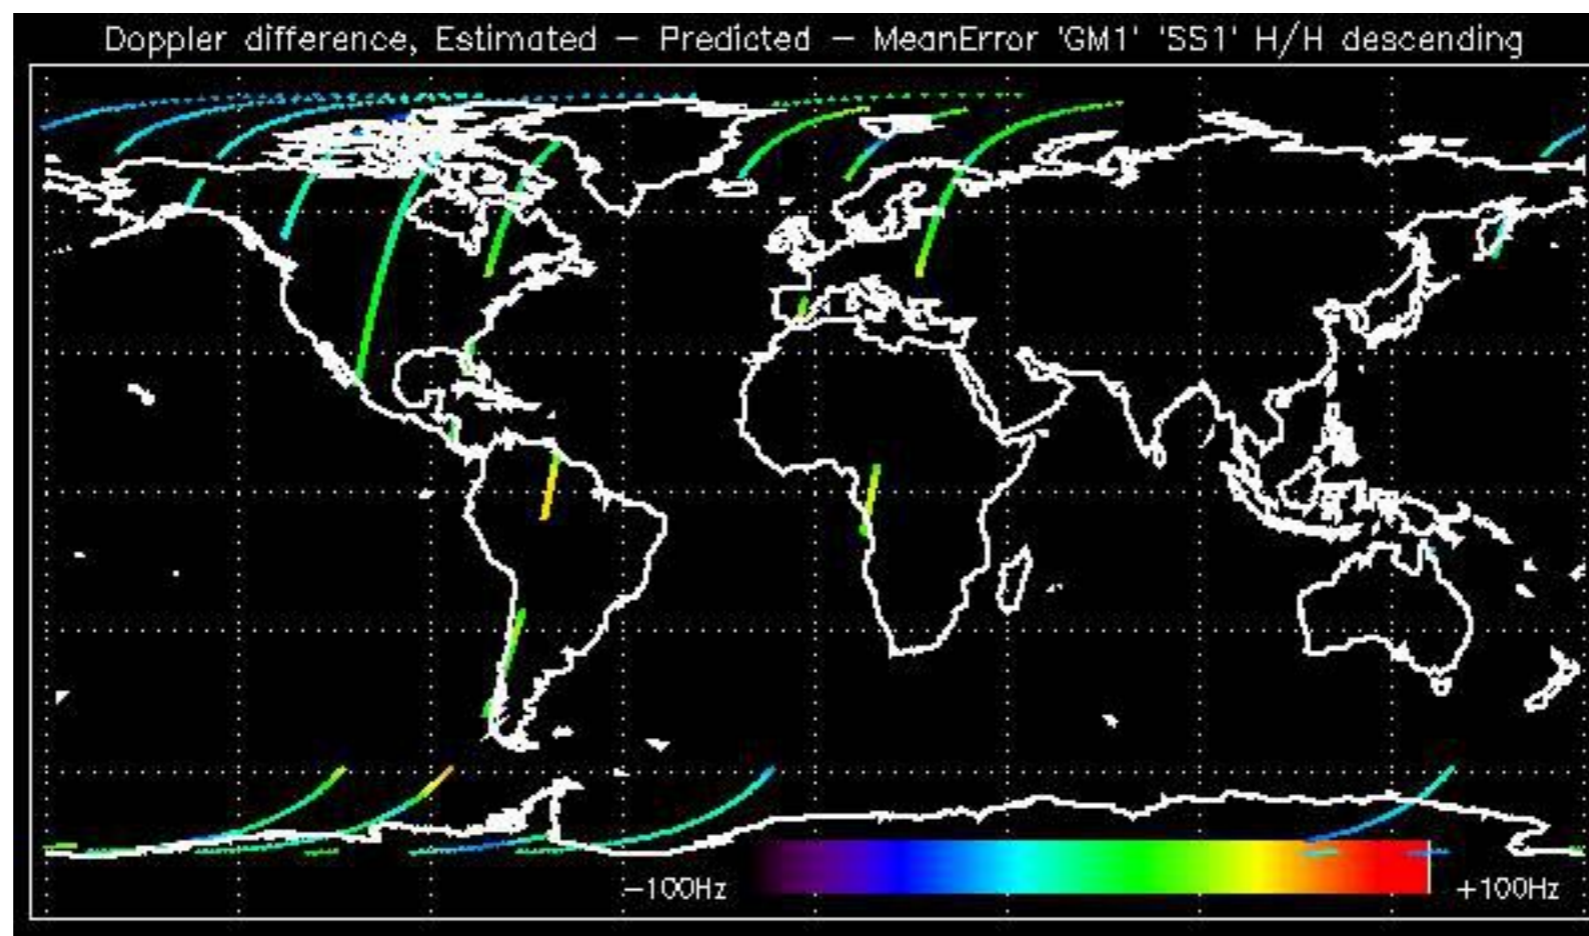 Doppler difference, Estimated – Predicted – MeanError 'GM1' 'SS1' H/H descending
–100Hz +100Hz